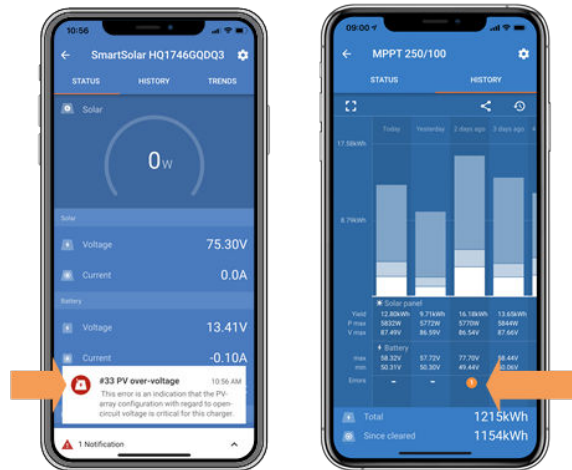 10:56
SmartSolar HQ1746GQDQ3
STATUS HISTORY TRENDS
Solar
0w
Solar
Voltage 75.30V
Current 0.0A
Battery
Voltage 13.41V
Current -0.10A
#33 PV over-voltage 10:56 AM
This error is an indication that the PV-
array configuration with regard to open-
circuit voltage is critical for this charger.
1 Notification
09:00
MPPT 250/100
STATUS HISTORY
Today Yesterday 2 days ago 3 days ago
17.58kWh
8.79kWh
Solar panel
Yield 12.80kWh 9.71kWh 16.18kWh 13.65kWh
P max 5832W 5772W 5770W 5844W
V max 87.49V 86.59V 86.54V 87.66V
Battery
max 58.32V 57.72V 77.70V 58.44V
min 50.31V 50.30V 49.44V
Errors - - 1
Total 1215kWh
Since cleared 1154kWh